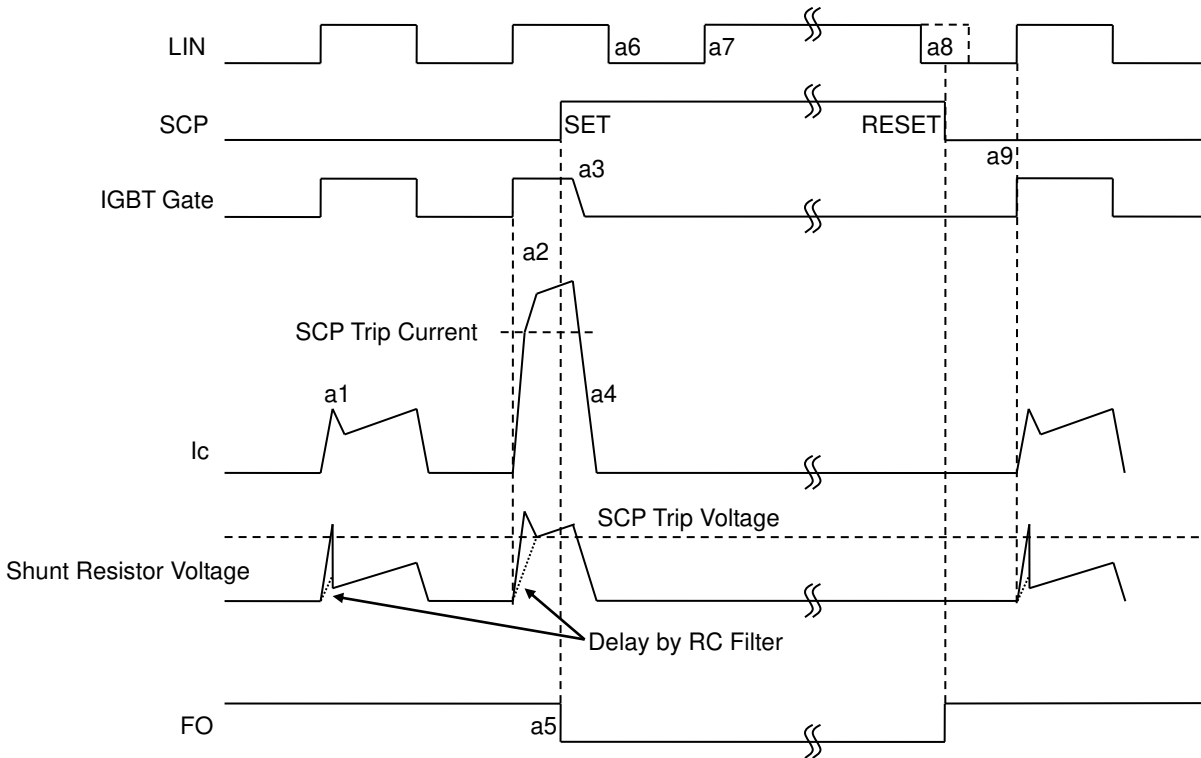 LIN
a6
a7
a8
SCP
SET
RESET
a9
a3
IGBT Gate
a2
SCP Trip Current
a1
a4
Ic
SCP Trip Voltage
Shunt Resistor Voltage
Delay by RC Filter
FO
a5